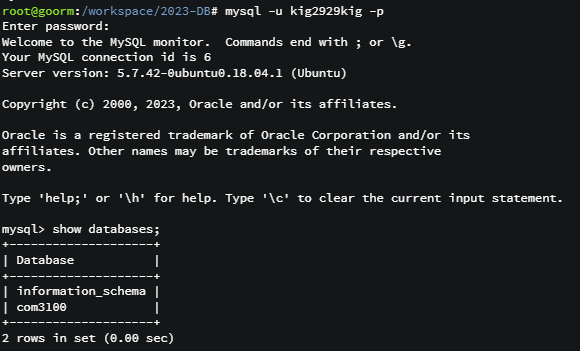 root@goorm:/workspace/2023-DB# mysql -u kig2929kig -p
Enter password:
Welcome to the MySQL monitor.  Commands end with ; or \g.
Your MySQL connection id is 6
Server version: 5.7.42-0ubuntu0.18.04.1 (Ubuntu)

Copyright (c) 2000, 2023, Oracle and/or its affiliates.

Oracle is a registered trademark of Oracle Corporation and/or its
affiliates. Other names may be trademarks of their respective
owners.

Type 'help;' or '\h' for help. Type '\c' to clear the current input statement.

mysql> show databases;
+--------------------+
| Database           |
+--------------------+
| information_schema |
| com3100            |
+--------------------+
2 rows in set (0.00 sec)